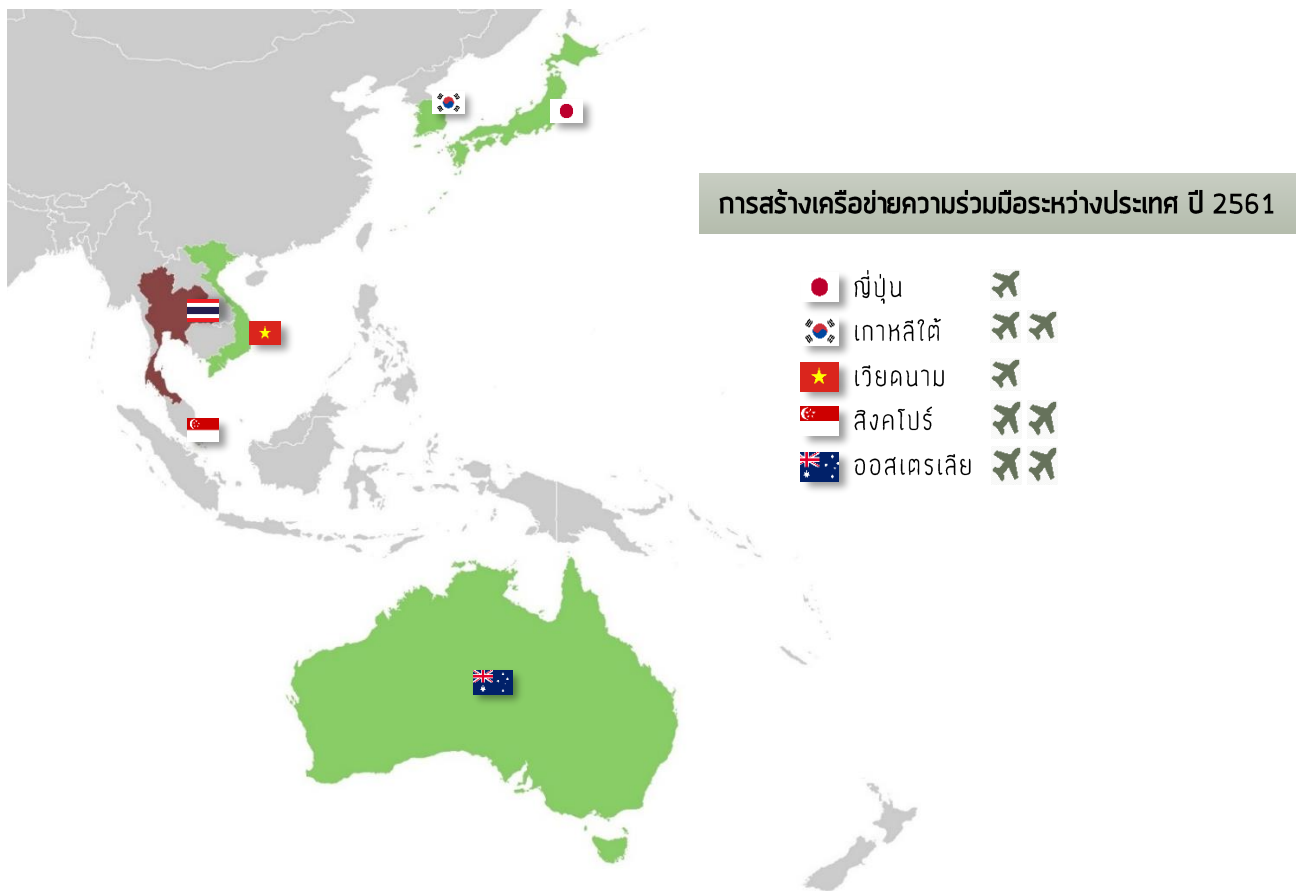 การสร้างเครือข่ายความร่วมมือระหว่างประเทศ ปี 2561
ญี่ปุ่น
เกาหลีใต้
เวียดนาม
สิงคโปร์
ออสเตรเลีย